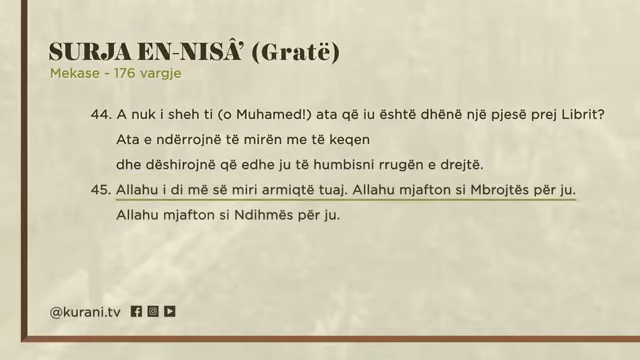 SURJA EN-NISÂ’ (Gratë)
Mekase - 176 vargje
44. A nuk i sheh ti (o Muhamed!) ata që iu është dhënë një pjesë prej Librit?
Ata e ndërrojnë të mirën me të keqen
dhe dëshirojnë që edhe ju të humbisni rrugën e drejtë.
45. Allahu i di më së miri armiqtë tuaj. Allahu mjafton si Mbrojtës për ju.
Allahu mjafton si Ndihmës për ju.
@kurani.tv